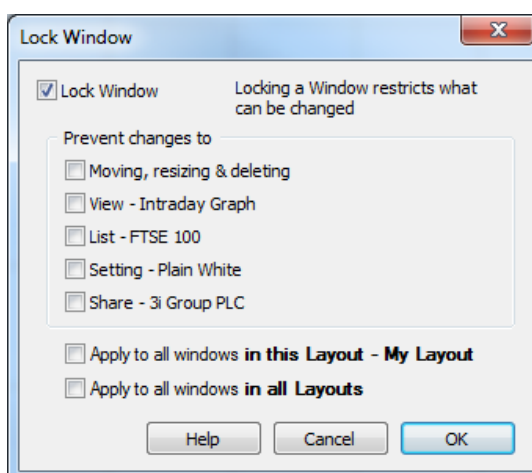 Lock Window
Lock Window
Locking a Window restricts what
can be changed
Prevent changes to
Moving, resizing & deleting
View - Intraday Graph
List - FTSE 100
Setting - Plain White
Share - 3i Group PLC
Apply to all windows in this Layout - My Layout
Apply to all windows in all Layouts
Help Cancel OK